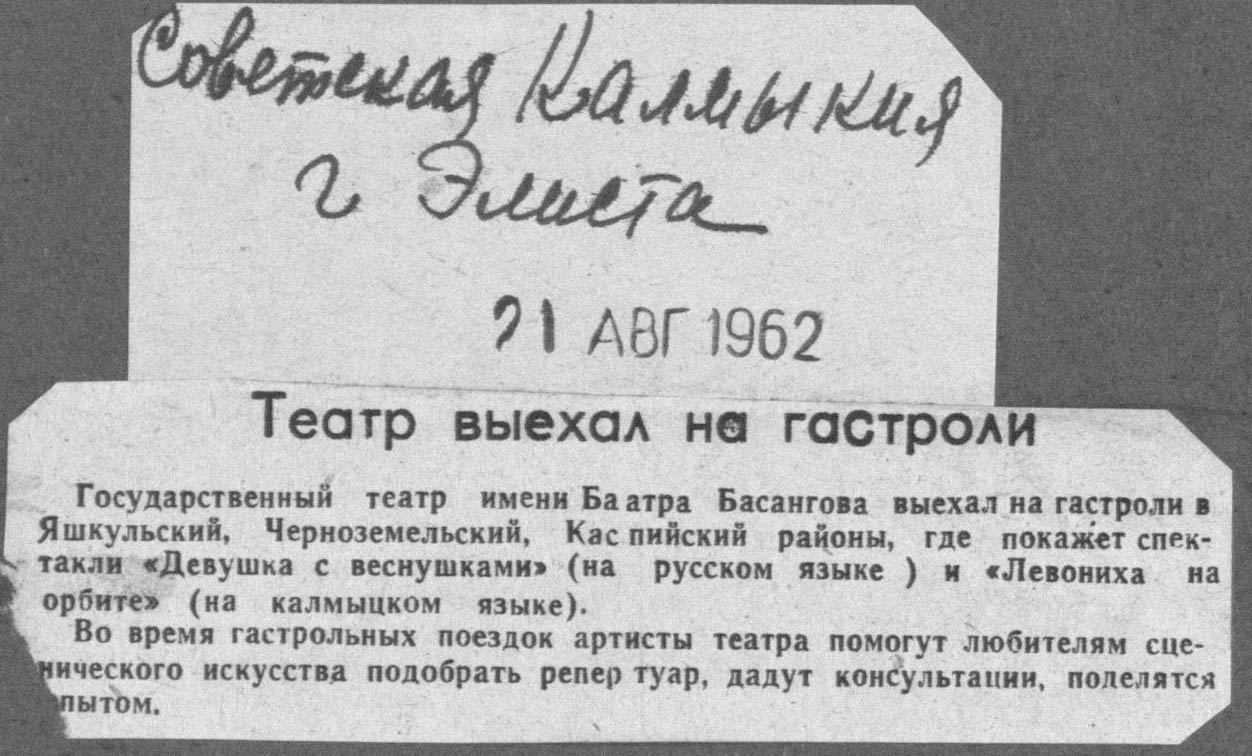 Советская Калмыкия
г Элиста
21 АВГ 1962
Театр выехал на гастроли
Государственный театр имени Баатра Басангова выехал на гастроли в
Яшкульский, Черноземельский, Каспийский районы, где покажет спек-
такли «Девушка с веснушками» (на русском языке) и «Левониха на
орбите» (на калмыцком языке).
Во время гастрольных поездок артисты театра помогут любителям сце-
нического искусства подобрать репертуар, дадут консультации, поделятся
пытом.